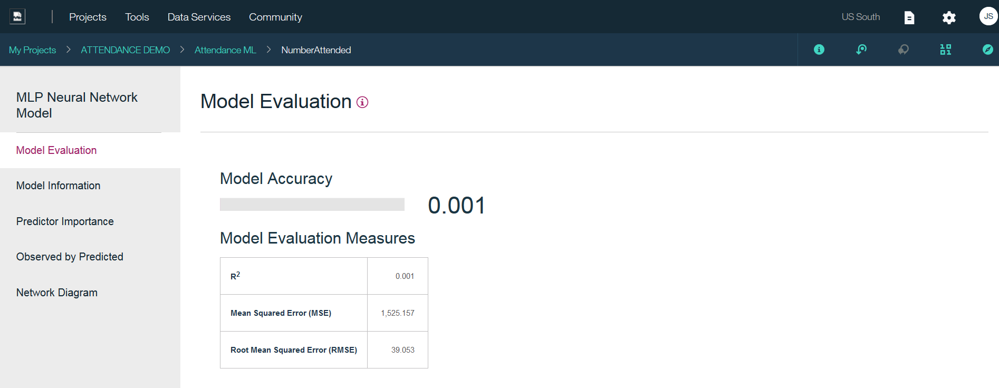 Projects Tools Data Services Community US South JS
My Projects > ATTENDANCE DEMO > Attendance ML > NumberAttended
MLP Neural Network
Model
Model Evaluation
Model Information
Predictor Importance
Observed by Predicted
Network Diagram
Model Evaluation
Model Accuracy
0.001
Model Evaluation Measures
R² 0.001
Mean Squared Error (MSE) 1,525.157
Root Mean Squared Error (RMSE) 39.053